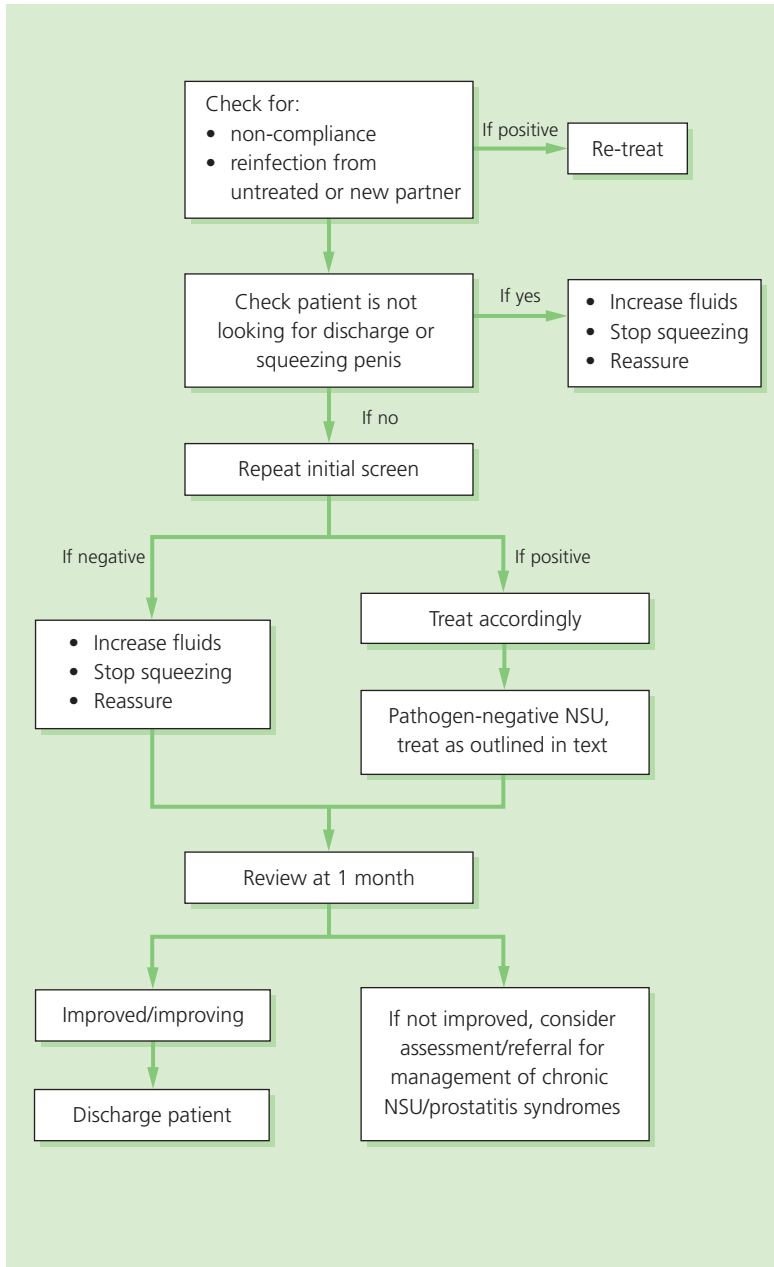 Check for:
• non-compliance
• reinfection from
untreated or new partner
If positive
Re-treat
Check patient is not
looking for discharge or
squeezing penis
If yes
• Increase fluids
• Stop squeezing
• Reassure
If no
Repeat initial screen
If negative
If positive
• Increase fluids
• Stop squeezing
• Reassure
Treat accordingly
Pathogen-negative NSU,
treat as outlined in text
Review at 1 month
Improved/improving
Discharge patient
If not improved, consider
assessment/referral for
management of chronic
NSU/prostatitis syndromes